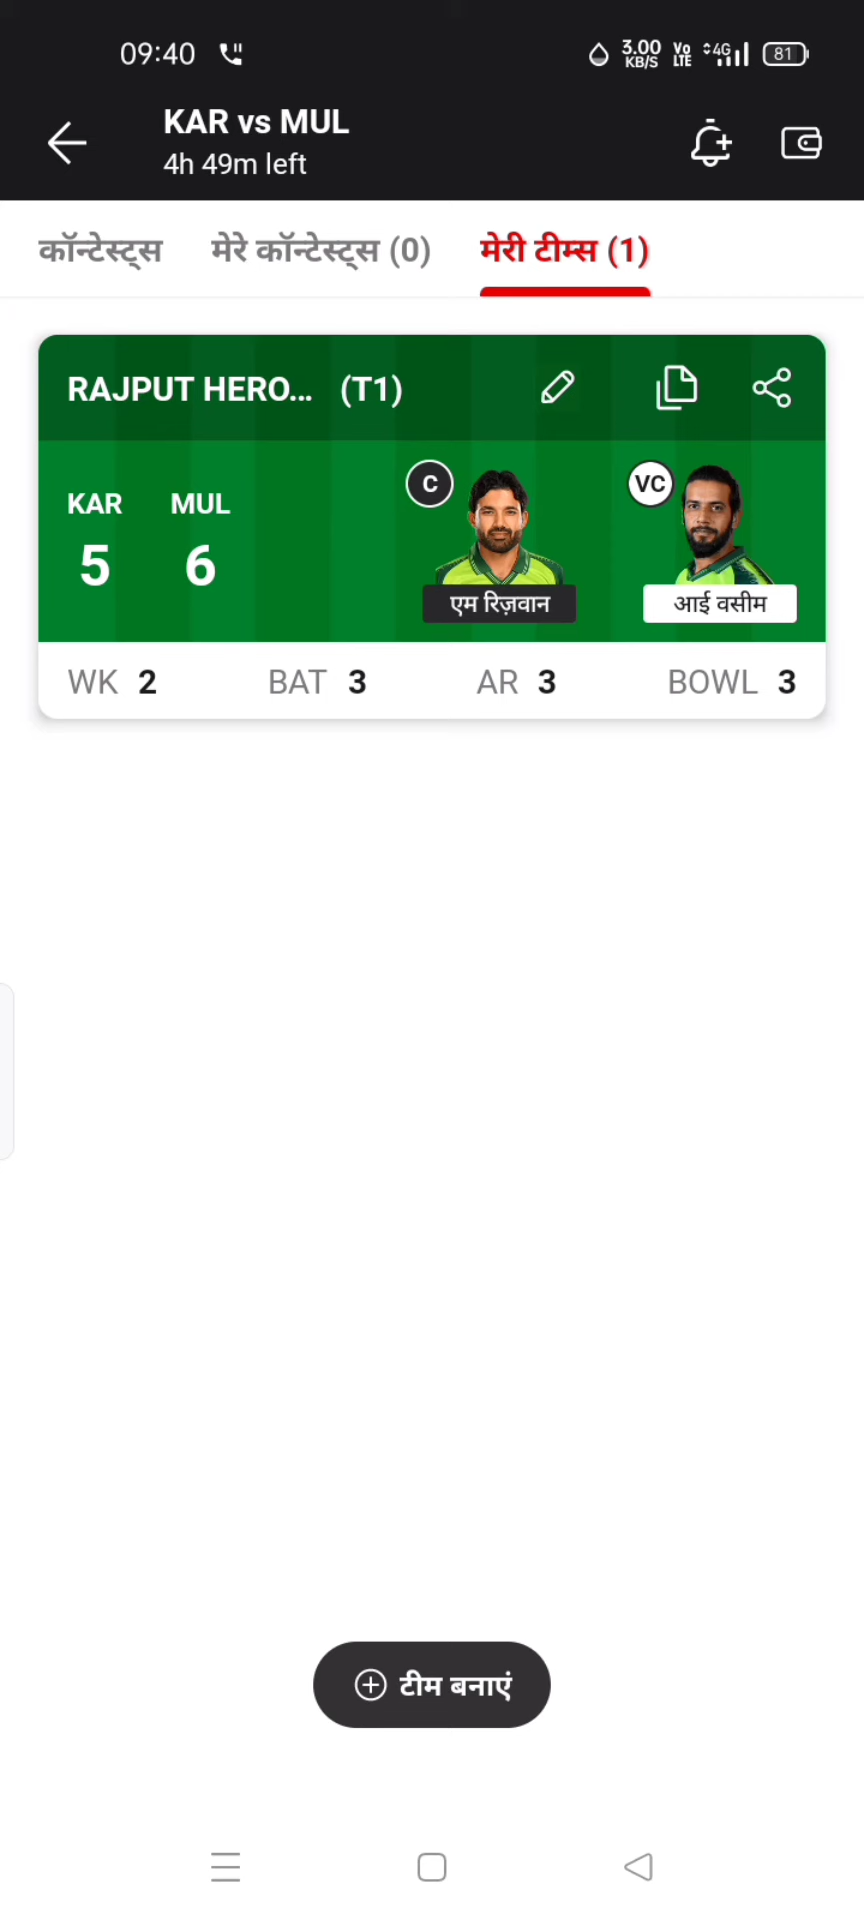 09:40 3.00 KB/S Vo LTE 4G 81
KAR vs MUL
4h 49m left
कॉन्टेस्ट्स मेरे कॉन्टेस्ट्स (0) मेरी टीम्स (1)
RAJPUT HERO... (T1)
C VC
KAR MUL
5 6
एम रिज़वान आई वसीम
WK 2 BAT 3 AR 3 BOWL 3
टीम बनाएं